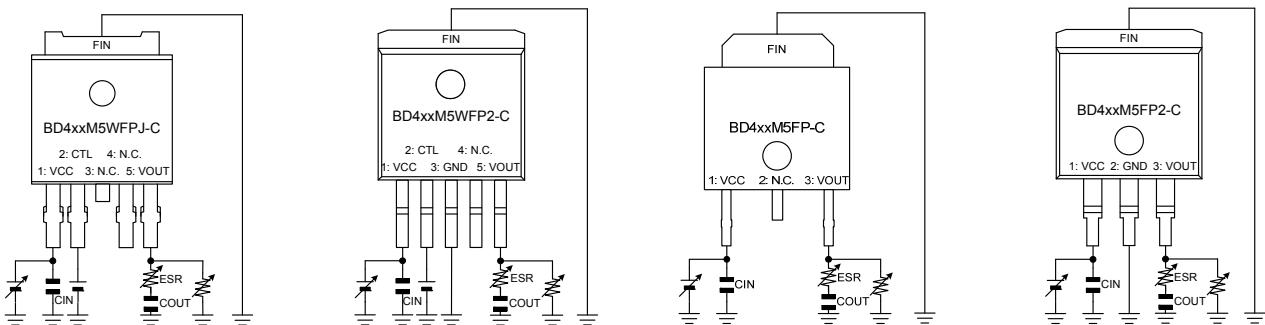 FIN
BD4xxM5WFPJ-C
2: CTL 4: N.C.
1: VCC 3: N.C. 5: VOUT
CIN
ESR
COUT
FIN
BD4xxM5WFP2-C
2: CTL 4: N.C.
1: VCC 3: GND 5: VOUT
CIN
ESR
COUT
FIN
BD4xxM5FP-C
1: VCC 2: N.C. 3: VOUT
CIN
ESR
COUT
FIN
BD4xxM5FP2-C
1: VCC 2: GND 3: VOUT
CIN
ESR
COUT